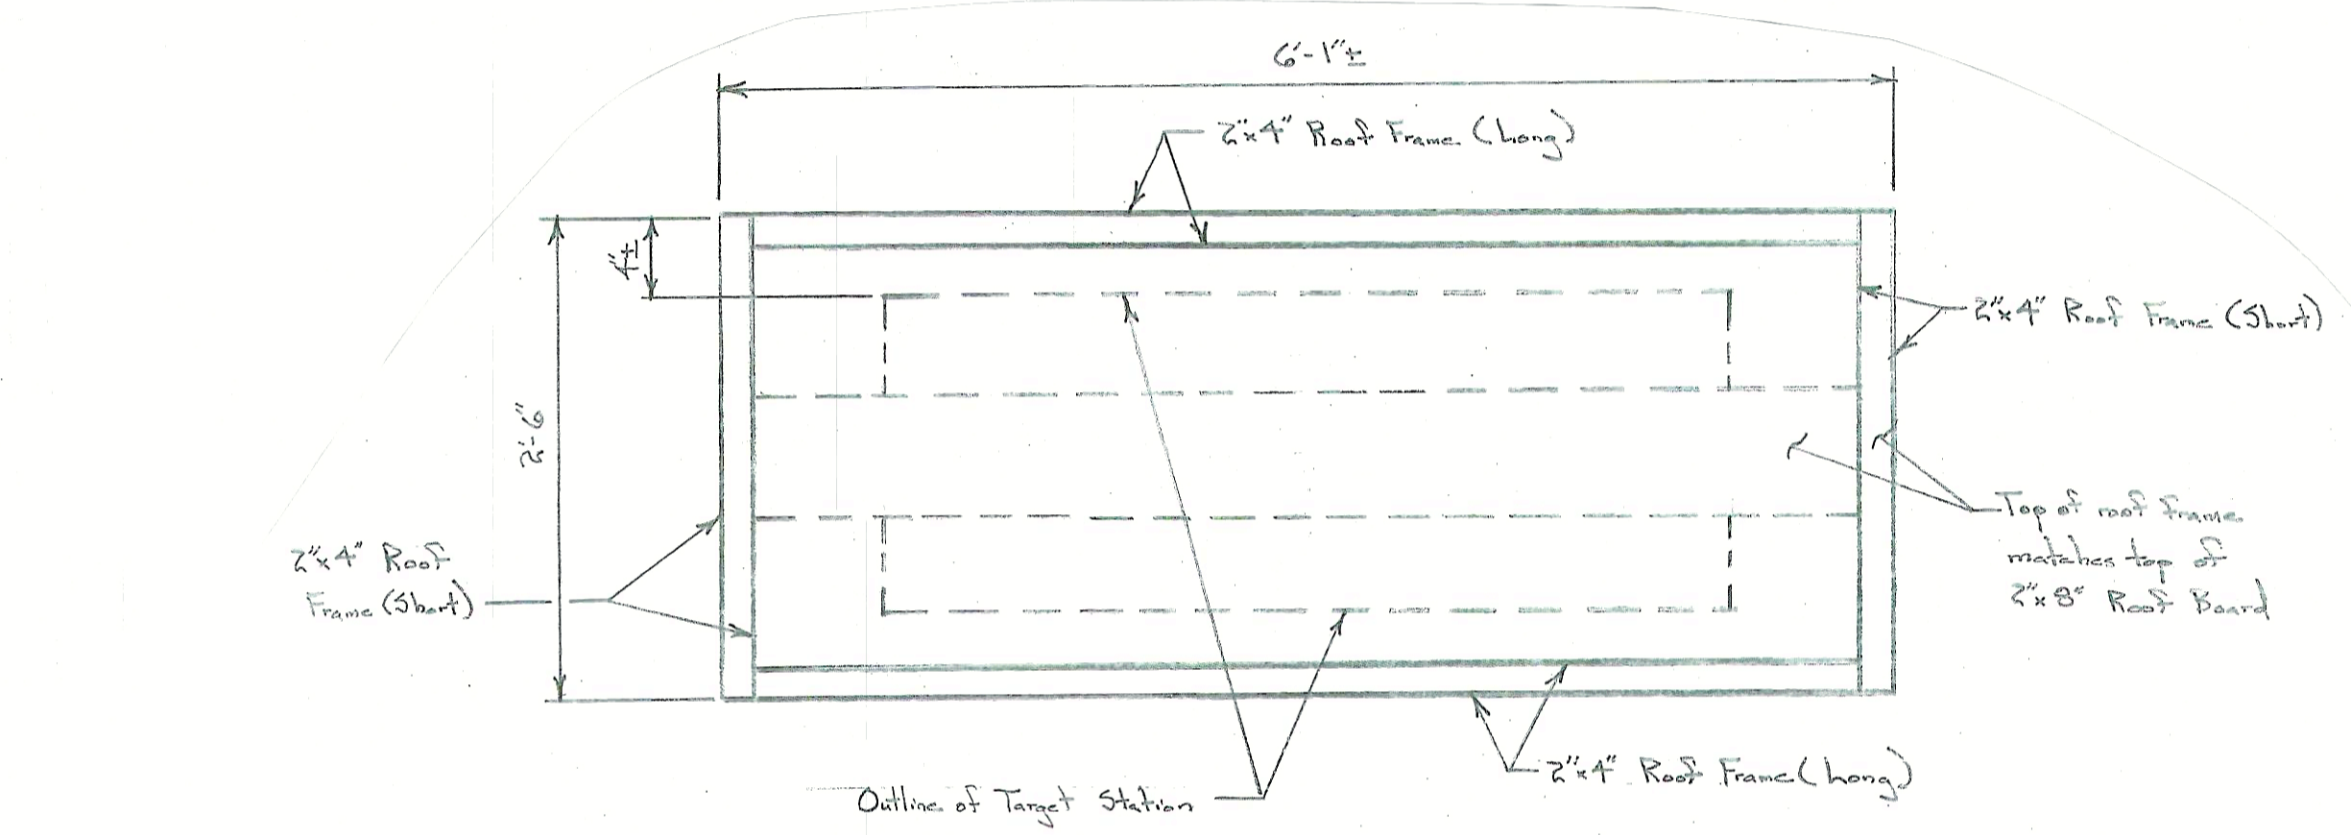 6'-1"±
2"x4" Roof Frame (Long)
4"±
2"x4" Roof Frame (Short)
2'-6"
Top of roof frame
matches top of
2"x8" Roof Board
2"x4" Roof
Frame (Short)
2"x4" Roof Frame (Long)
Outline of Target Station